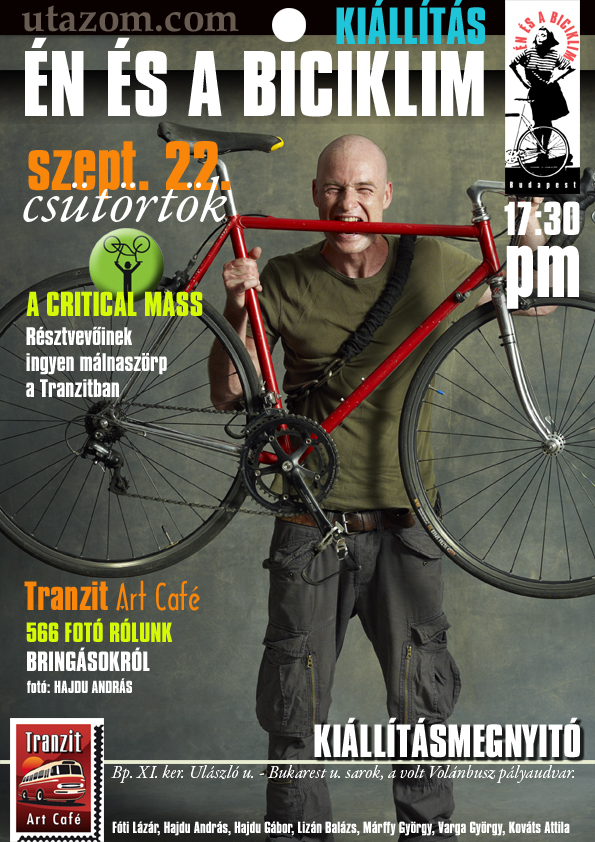 utazom.com
KIÁLLÍTÁS
ÉN ÉS A BICIKLIM
ÉN ÉS A BICIKLIM
Budapest
szept. 22.
csütörtök
17:30
pm
A CRITICAL MASS
Résztvevőinek
ingyen málnaszörp
a Tranzitban
Tranzit Art Café
566 FOTÓ RÓLUNK
BRINGÁSOKRÓL
fotó: HAJDU ANDRÁS
KIÁLLÍTÁSMEGNYITÓ
Bp. XI. ker. Ulászló u. - Bukarest u. sarok, a volt Volánbusz pályaudvar.
Tranzit
Art Café
Fóti Lázár, Hajdu András, Hajdu Gábor, Lizán Balázs, Márffy György, Varga György, Kováts Attila